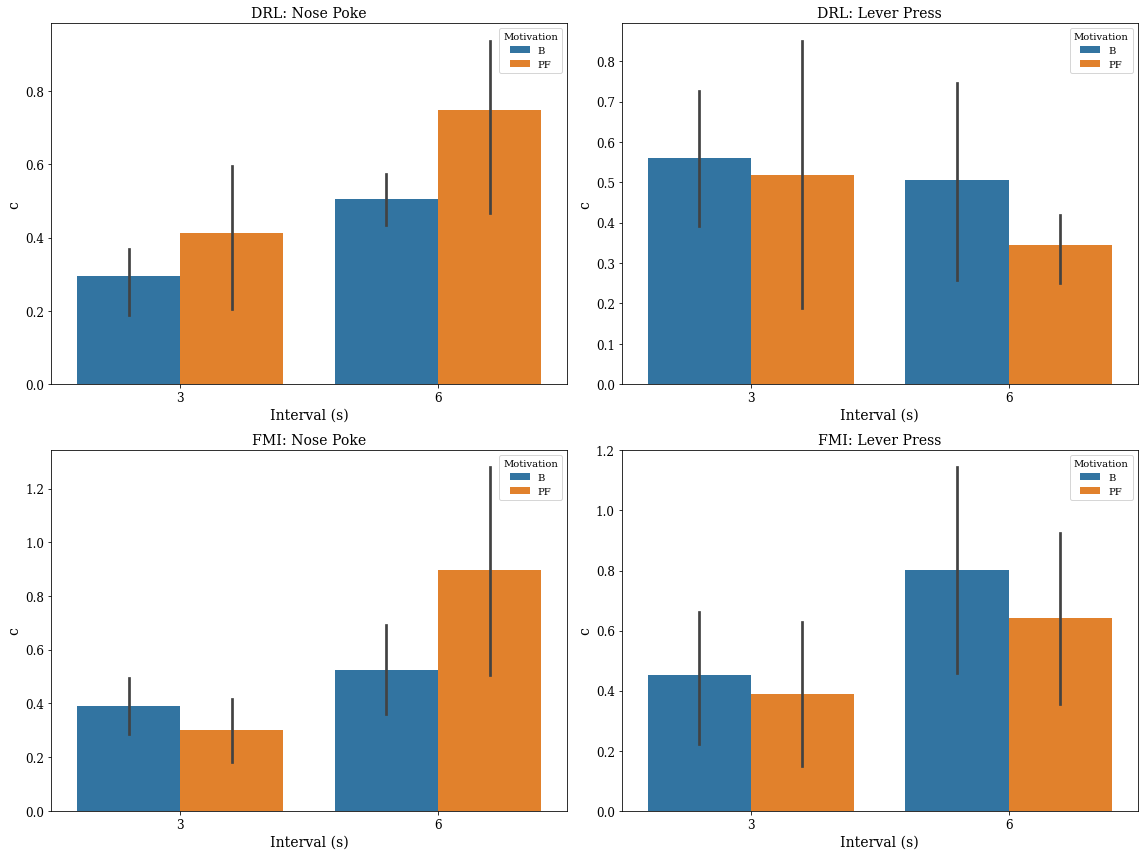 DRL: Nose Poke
c
0.8
0.6
0.4
0.2
0.0
3
6
Interval (s)
Motivation
B
PF
DRL: Lever Press
c
0.8
0.7
0.6
0.5
0.4
0.3
0.2
0.1
0.0
3
6
Interval (s)
Motivation
B
PF
FMI: Nose Poke
c
1.2
1.0
0.8
0.6
0.4
0.2
0.0
3
6
Interval (s)
Motivation
B
PF
FMI: Lever Press
c
1.2
1.0
0.8
0.6
0.4
0.2
0.0
3
6
Interval (s)
Motivation
B
PF